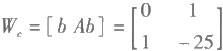 W_c = [ b Ab ] = [ 0 1
1 -25 ]